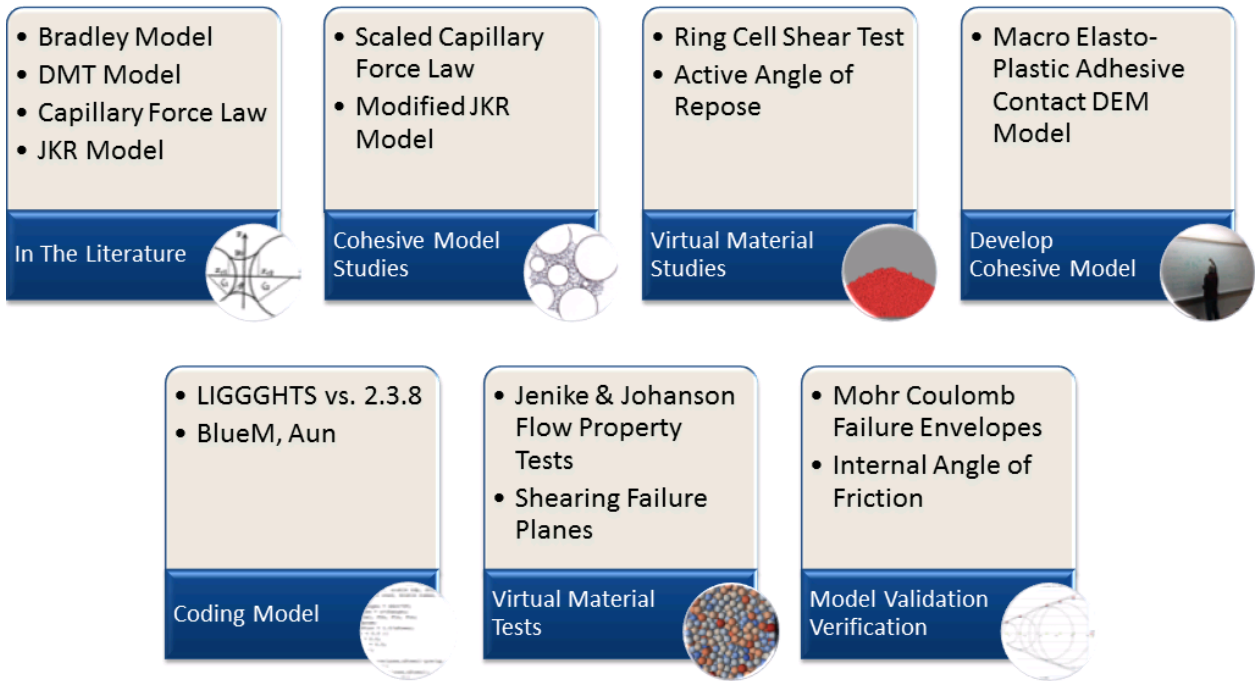 • Bradley Model
• DMT Model
• Capillary Force Law
• JKR Model
In The Literature
• Scaled Capillary
Force Law
• Modified JKR
Model
Cohesive Model
Studies
• Ring Cell Shear Test
• Active Angle of
Repose
Virtual Material
Studies
• Macro Elasto-
Plastic Adhesive
Contact DEM
Model
Develop
Cohesive Model
• LIGGGHTS vs. 2.3.8
• BlueM, Aun
Coding Model
• Jenike & Johanson
Flow Property
Tests
• Shearing Failure
Planes
Virtual Material
Tests
• Mohr Coulomb
Failure Envelopes
• Internal Angle of
Friction
Model Validation
Verification